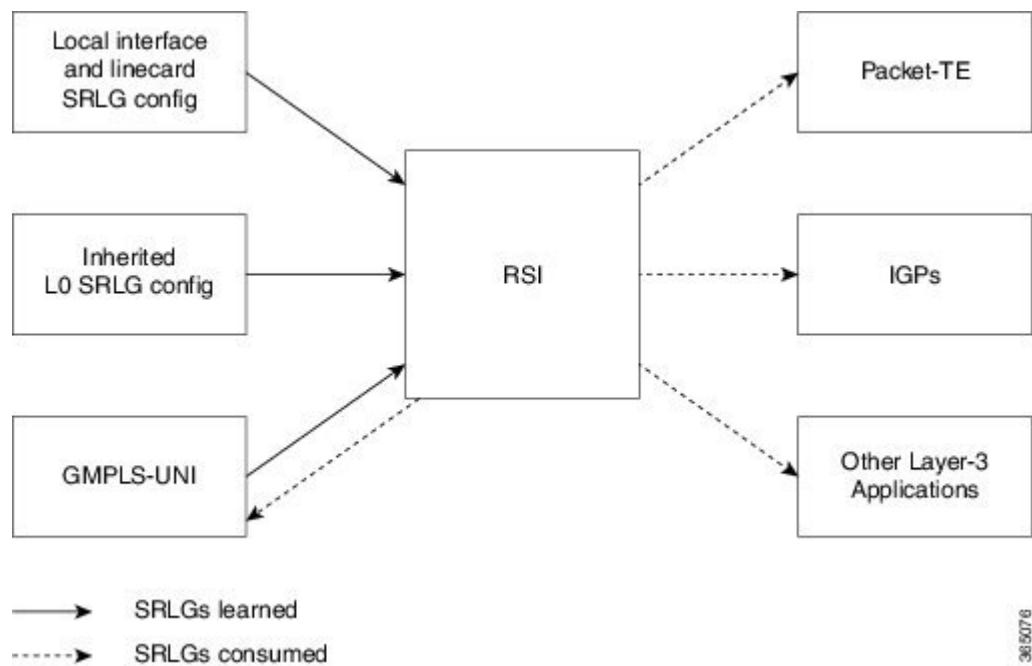 Local interface
and linecard
SRLG config
Packet-TE
Inherited
L0 SRLG config
RSI
IGPs
GMPLS-UNI
Other Layer-3
Applications
SRLGs learned
SRLGs consumed
365076